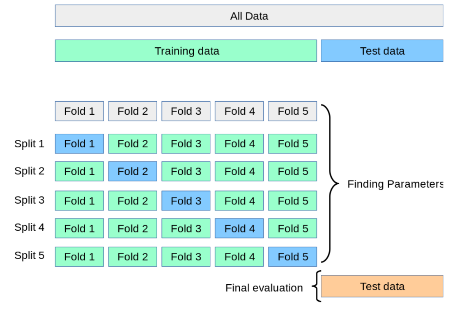 All Data
Training data Test data
Fold 1 Fold 2 Fold 3 Fold 4 Fold 5
Split 1 Fold 1 Fold 2 Fold 3 Fold 4 Fold 5
Split 2 Fold 1 Fold 2 Fold 3 Fold 4 Fold 5
Finding Parameters
Split 3 Fold 1 Fold 2 Fold 3 Fold 4 Fold 5
Split 4 Fold 1 Fold 2 Fold 3 Fold 4 Fold 5
Split 5 Fold 1 Fold 2 Fold 3 Fold 4 Fold 5
Final evaluation Test data